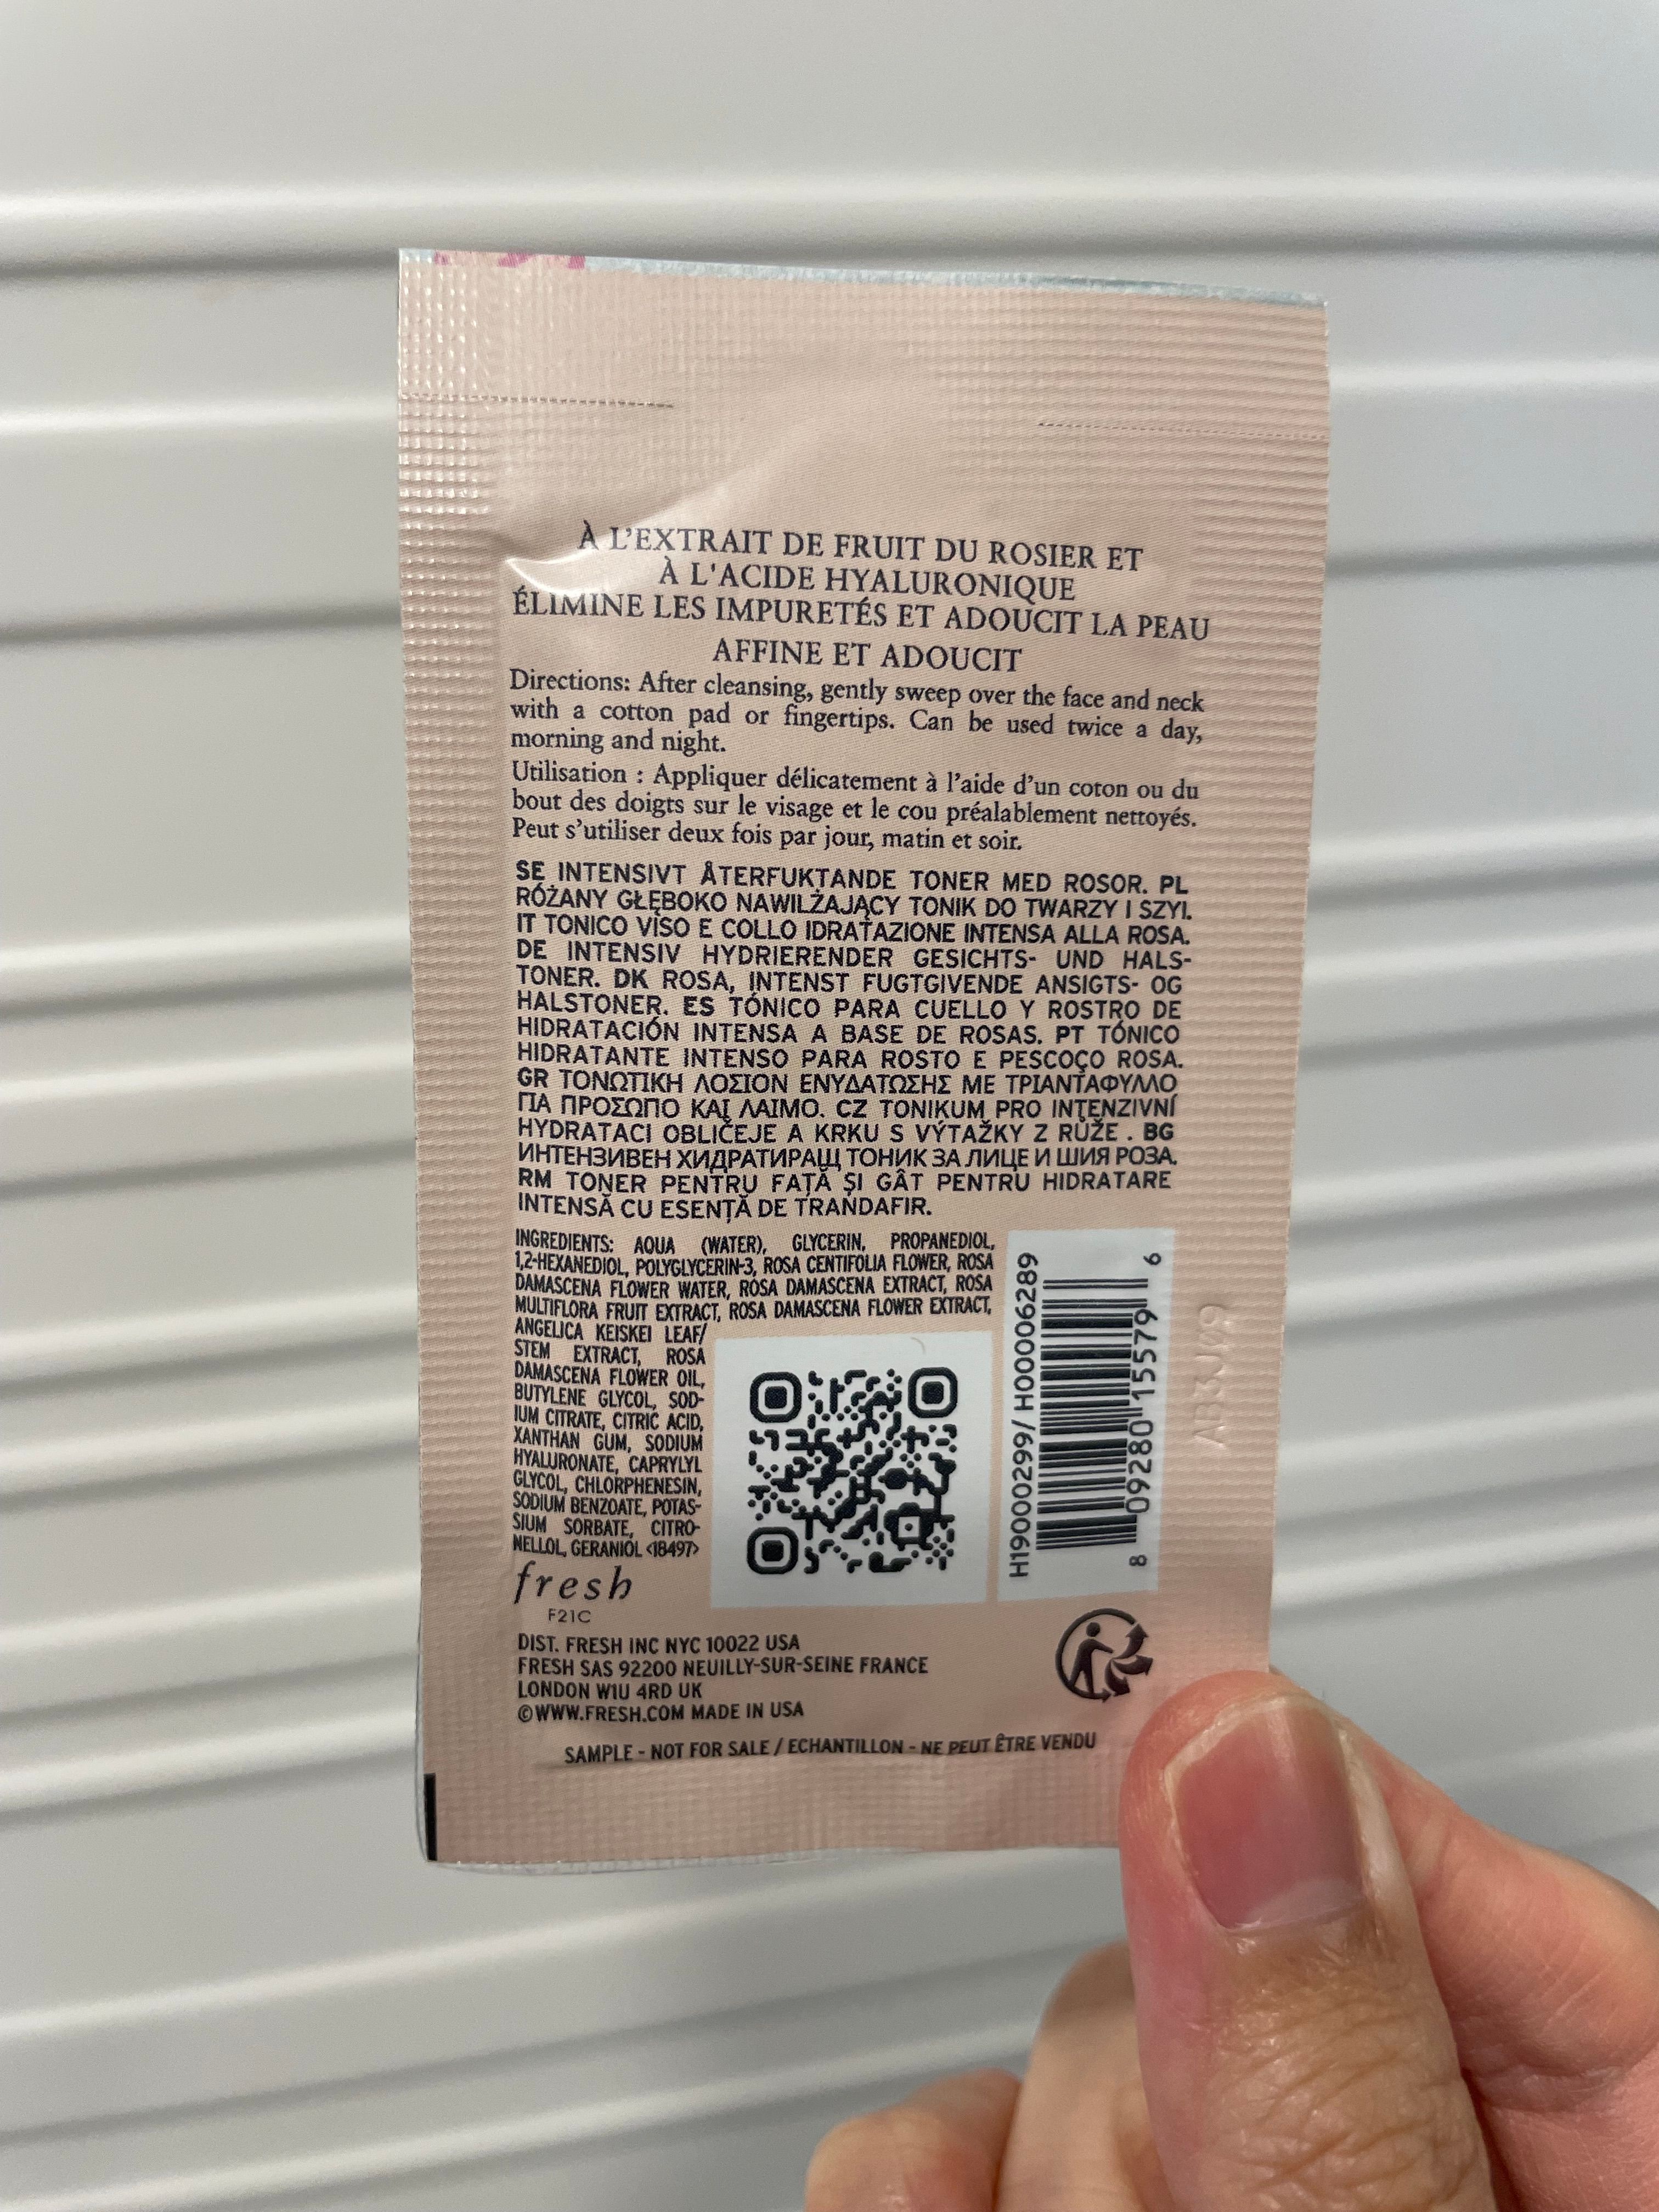 À L'EXTRAIT DE FRUIT DU ROSIER ET
À L'ACIDE HYALURONIQUE
ÉLIMINE LES IMPURETÉS ET ADOUCIT LA PEAU
AFFINE ET ADOUCIT
Directions: After cleansing, gently sweep over the face and neck
with a cotton pad or fingertips. Can be used twice a day,
morning and night.
Utilisation : Appliquer délicatement à l'aide d'un coton ou du
bout des doigts sur le visage et le cou préalablement nettoyés.
Peut s'utiliser deux fois par jour, matin et soir.
SE INTENSIVT ÅTERFUKTANDE TONER MED ROSOR. PL
RÓŻANY GŁĘBOKO NAWILŻAJĄCY TONIK DO TWARZY I SZYI.
IT TONICO VISO E COLLO IDRATAZIONE INTENSA ALLA ROSA.
DE INTENSIV HYDRIERENDER GESICHTS- UND HALS-
TONER. DK ROSA, INTENST FUGTGIVENDE ANSIGTS- OG
HALSTONER. ES TÓNICO PARA CUELLO Y ROSTRO DE
HIDRATACIÓN INTENSA A BASE DE ROSAS. PT TÓNICO
HIDRATANTE INTENSO PARA ROSTO E PESCOÇO ROSA.
GR ΤΟΝΩΤΙΚΗ ΛΟΣΙΟΝ ΕΝΥΔΑΤΩΣΗΣ ΜΕ ΤΡΙΑΝΤΑΦΥΛΛΟ
ΓΙΑ ΠΡΟΣΩΠΟ ΚΑΙ ΛΑΙΜΟ. CZ TONIKUM PRO INTENZIVNÍ
HYDRATACI OBLIČEJE A KRKU S VÝTAŽKY Z RŮŽE . BG
ИНТЕНЗИВЕН ХИДРАТИРАЩ ТОНИК ЗА ЛИЦЕ И ШИЯ РОЗА.
RM TONER PENTRU FAȚĂ ȘI GÂT PENTRU HIDRATARE
INTENSĂ CU ESENȚĂ DE TRANDAFIR.
INGREDIENTS: AQUA (WATER), GLYCERIN, PROPANEDIOL,
1,2-HEXANEDIOL, POLYGLYCERIN-3, ROSA CENTIFOLIA FLOWER, ROSA
DAMASCENA FLOWER WATER, ROSA DAMASCENA EXTRACT, ROSA
MULTIFLORA FRUIT EXTRACT, ROSA DAMASCENA FLOWER EXTRACT,
ANGELICA KEISKEI LEAF/
STEM EXTRACT, ROSA
DAMASCENA FLOWER OIL,
BUTYLENE GLYCOL, SOD-
IUM CITRATE, CITRIC ACID,
XANTHAN GUM, SODIUM
HYALURONATE, CAPRYLYL
GLYCOL, CHLORPHENESIN,
SODIUM BENZOATE, POTAS-
SIUM SORBATE, CITRO-
NELLOL, GERANIOL <18497>
H19000299/ H00006289
8 09280 15579 6
fresh
F21C
DIST. FRESH INC NYC 10022 USA
FRESH SAS 92200 NEUILLY-SUR-SEINE FRANCE
LONDON W1U 4RD UK
©WWW.FRESH.COM MADE IN USA
SAMPLE - NOT FOR SALE / ECHANTILLON - NE PEUT ÊTRE VENDU